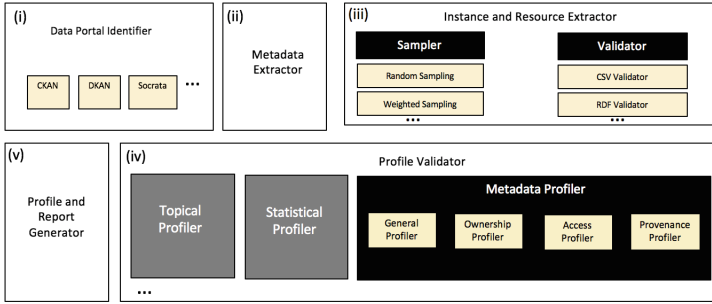 (i)
Data Portal Identifier
CKAN
DKAN
Socrata
...
(ii)
Metadata
Extractor
(iii)
Instance and Resource Extractor
Sampler
Random Sampling
Weighted Sampling
...
Validator
CSV Validator
RDF Validator
...
(v)
Profile and
Report
Generator
(iv)
Profile Validator
Topical
Profiler
Statistical
Profiler
Metadata Profiler
General
Profiler
Ownership
Profiler
Access
Profiler
Provenance
Profiler
...